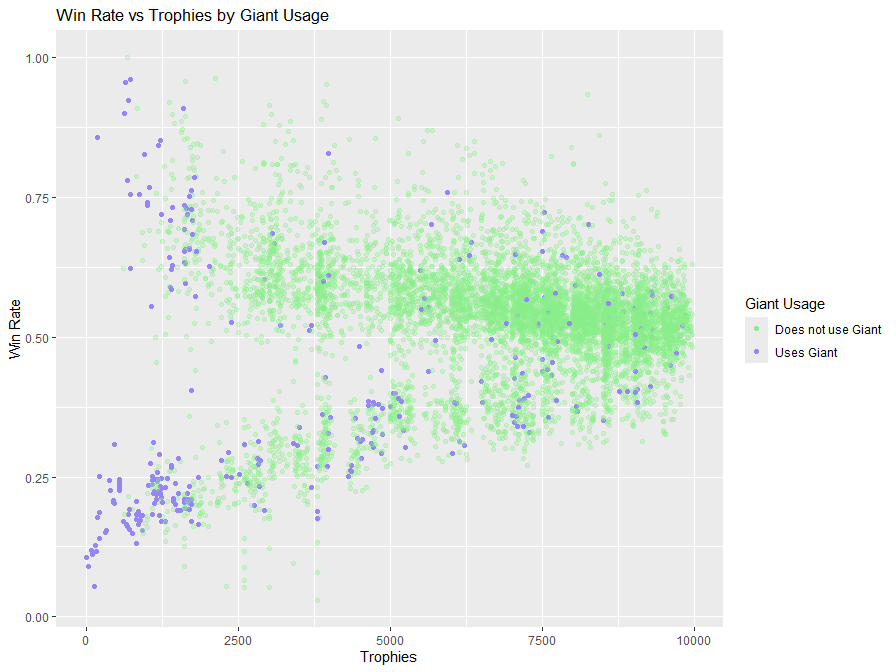 Win Rate vs Trophies by Giant Usage
1.00
0.75
0.50
0.25
0.00
Win Rate
0
2500
5000
7500
10000
Trophies
Giant Usage
Does not use Giant
Uses Giant